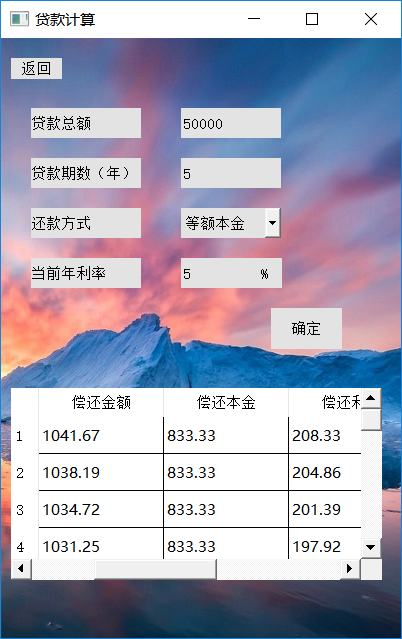 贷款计算
返回
贷款总额 50000
贷款期数（年） 5
还款方式 等额本金
当前年利率 5 %
确定
偿还金额 偿还本金 偿还利
1 1041.67 833.33 208.33
2 1038.19 833.33 204.86
3 1034.72 833.33 201.39
4 1031.25 833.33 197.92